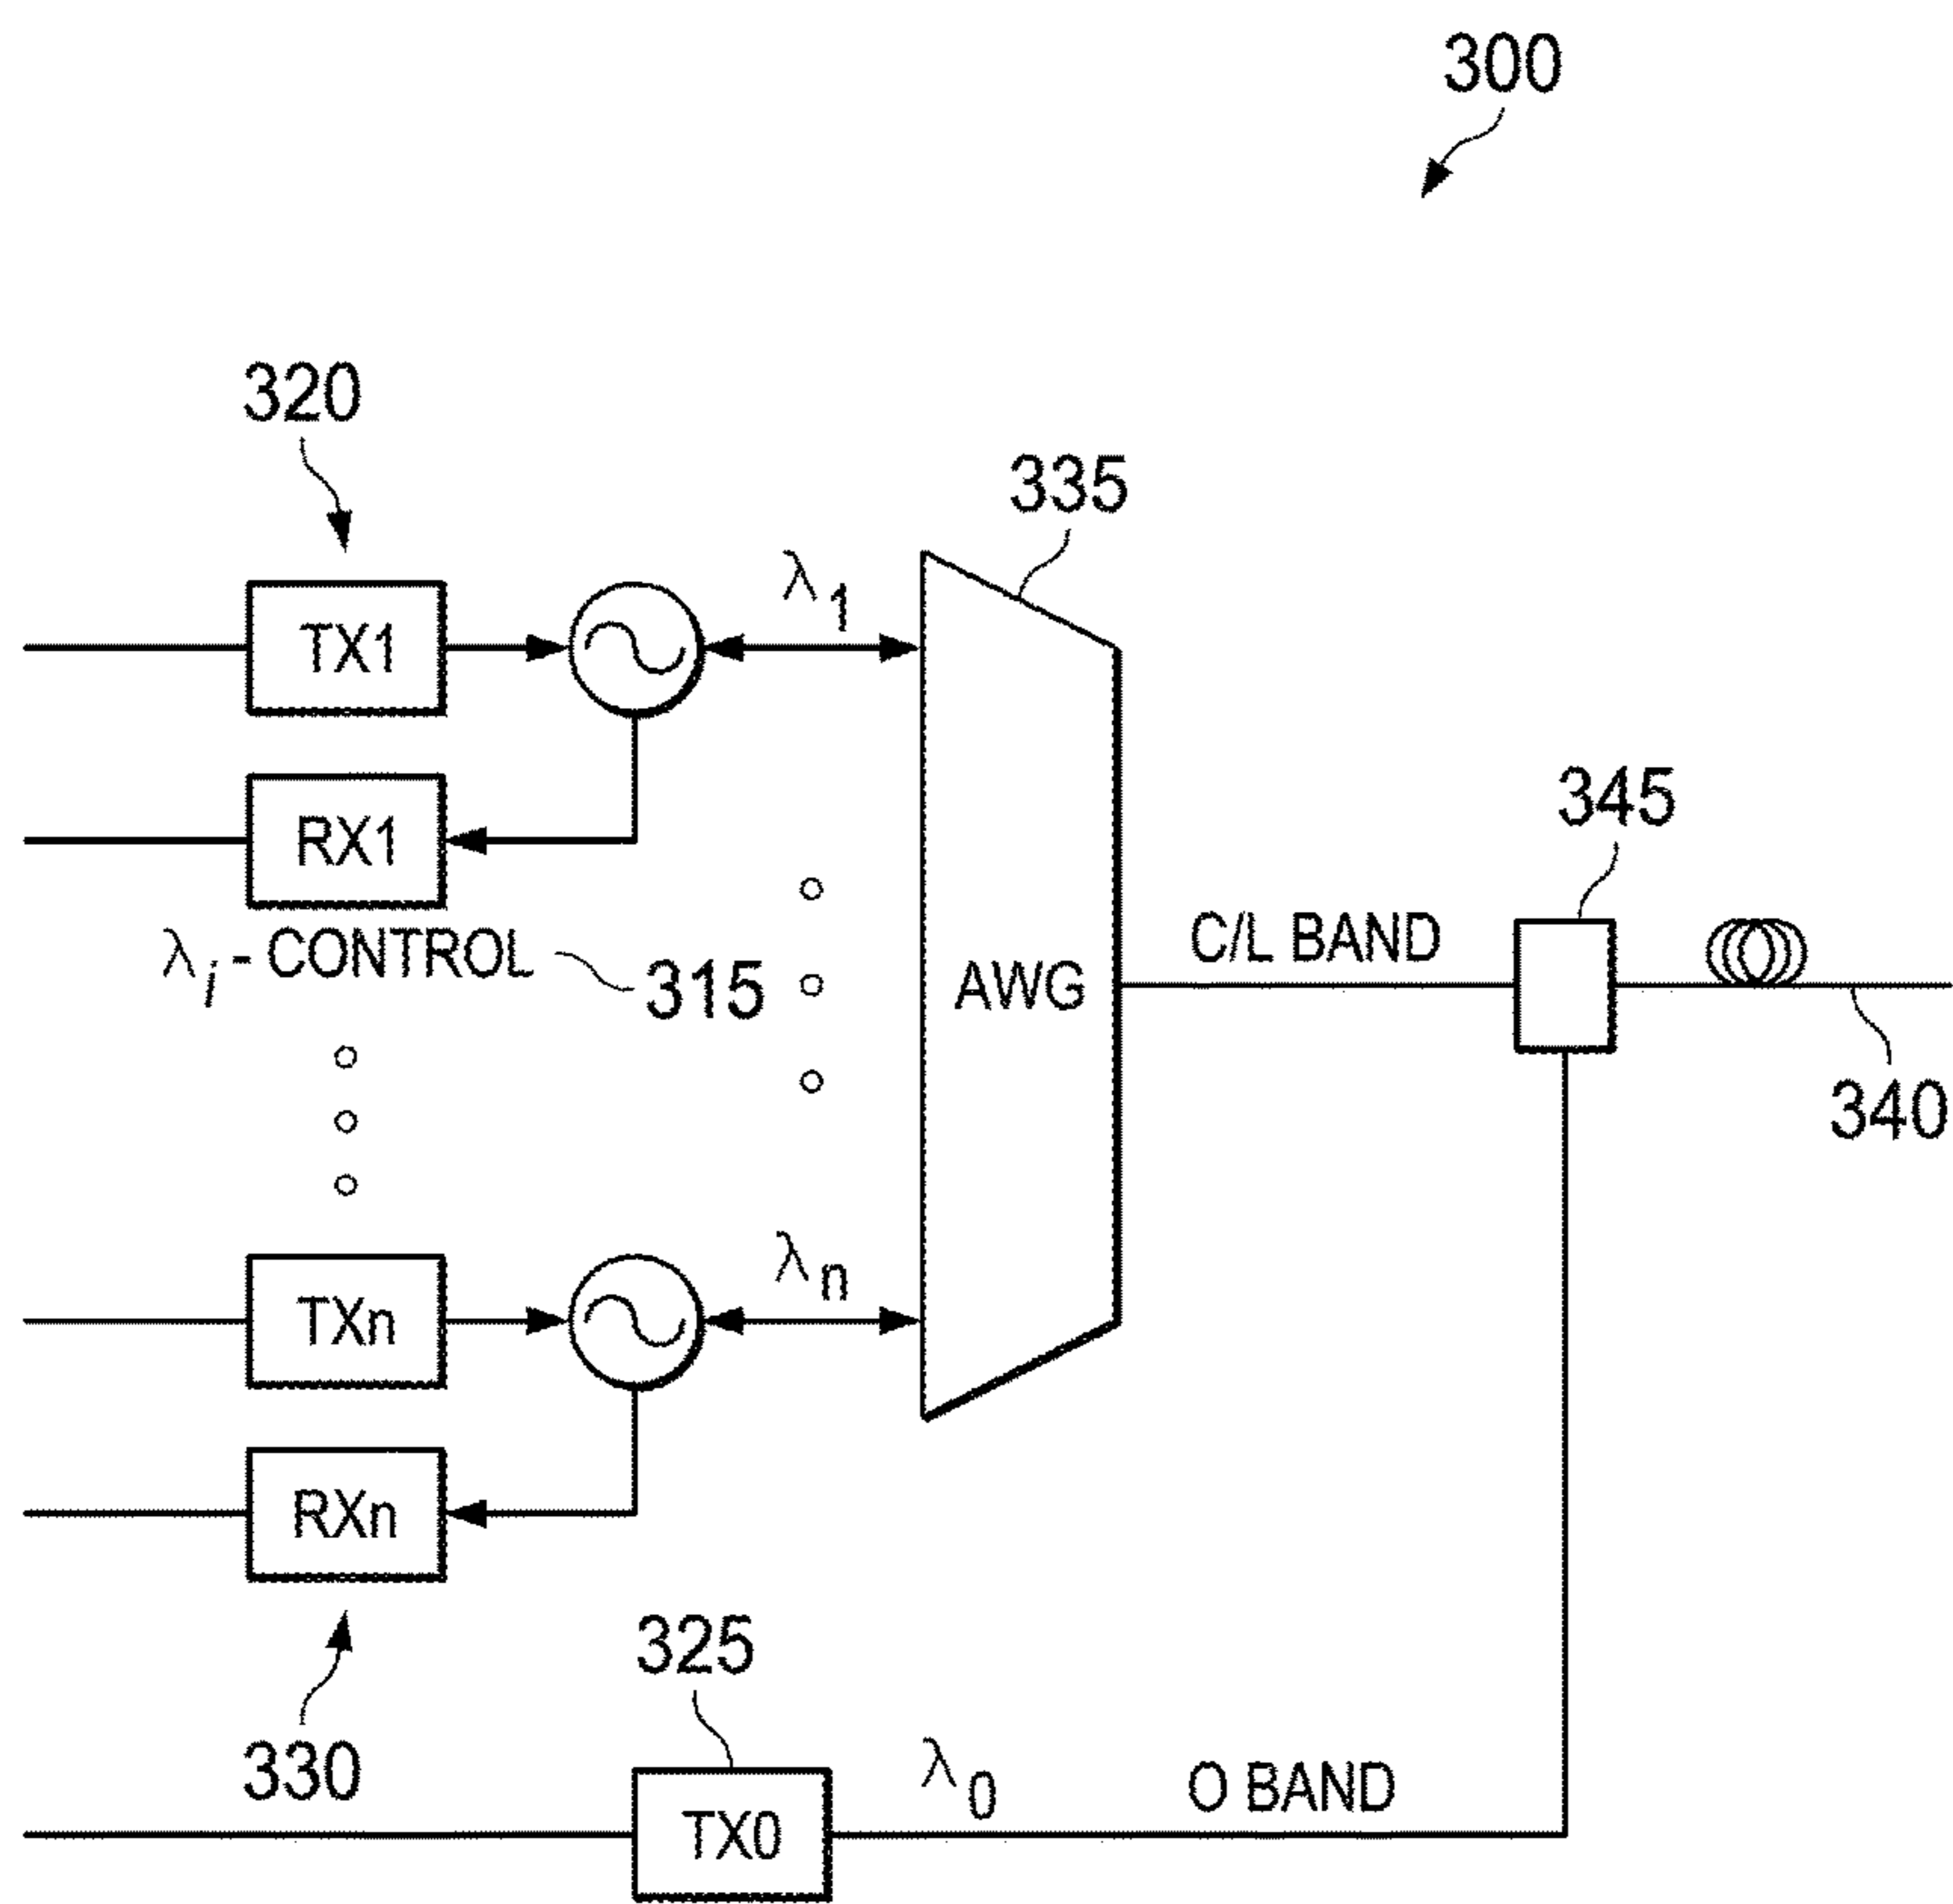 300
320
335
λ1
TX1
345
RX1
C/L BAND
λi - CONTROL
315
AWG
340
λn
TXn
RXn
325
330
λ0
O BAND
TX0